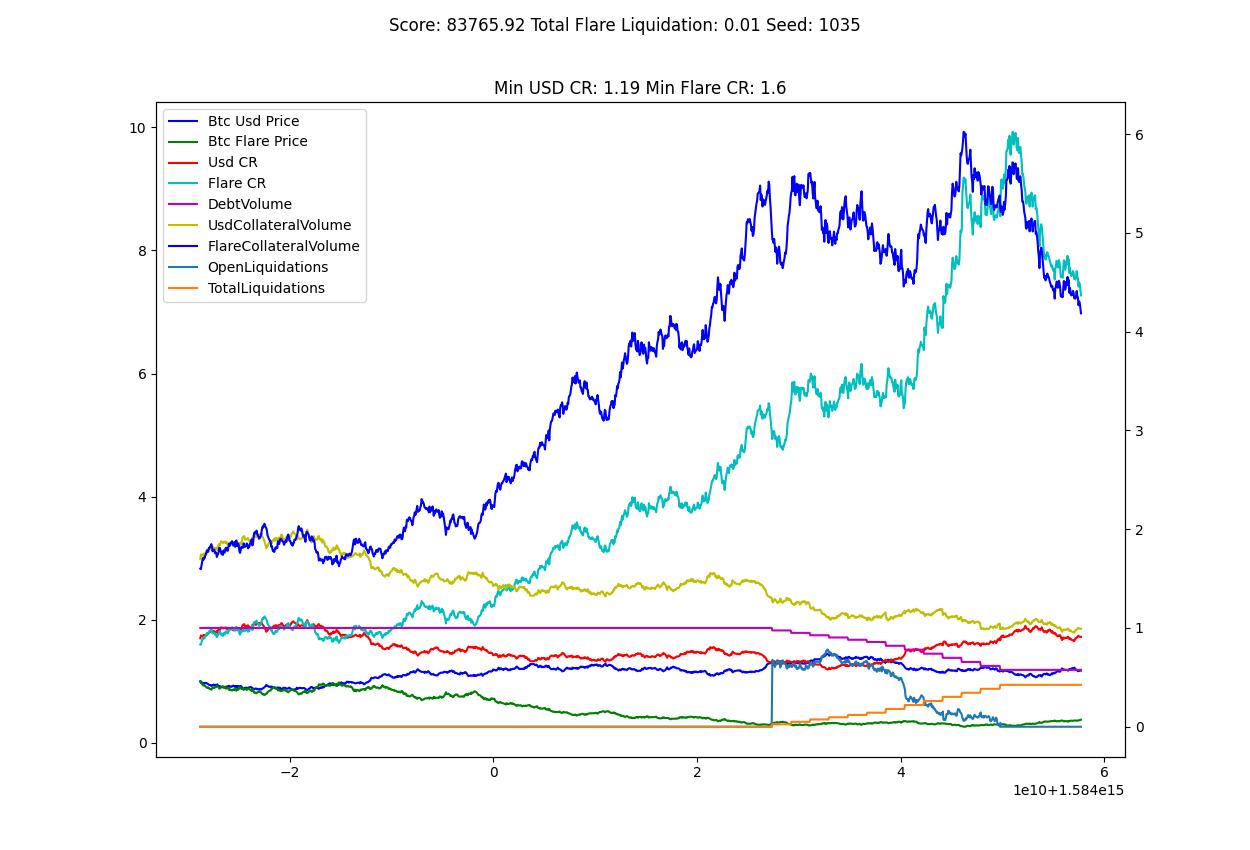 Score: 83765.92 Total Flare Liquidation: 0.01 Seed: 1035
Min USD CR: 1.19 Min Flare CR: 1.6
Btc Usd Price
Btc Flare Price
Usd CR
Flare CR
DebtVolume
UsdCollateralVolume
FlareCollateralVolume
OpenLiquidations
TotalLiquidations
10
8
6
4
2
0
6
5
4
3
2
1
0
−2
0
2
4
6
1e10+1.584e15